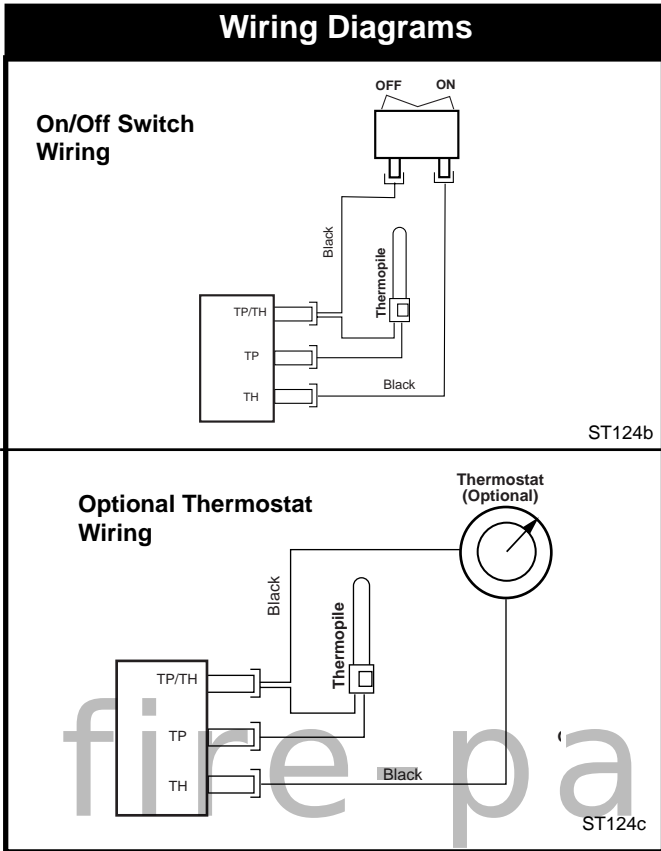 Wiring Diagrams
On/Off Switch
Wiring
OFF ON
Black
Thermopile
TP/TH
TP
TH
Black
ST124b
Optional Thermostat
Wiring
Thermostat
(Optional)
Black
Thermopile
TP/TH
TP
TH
Black
fire-pa
ST124c